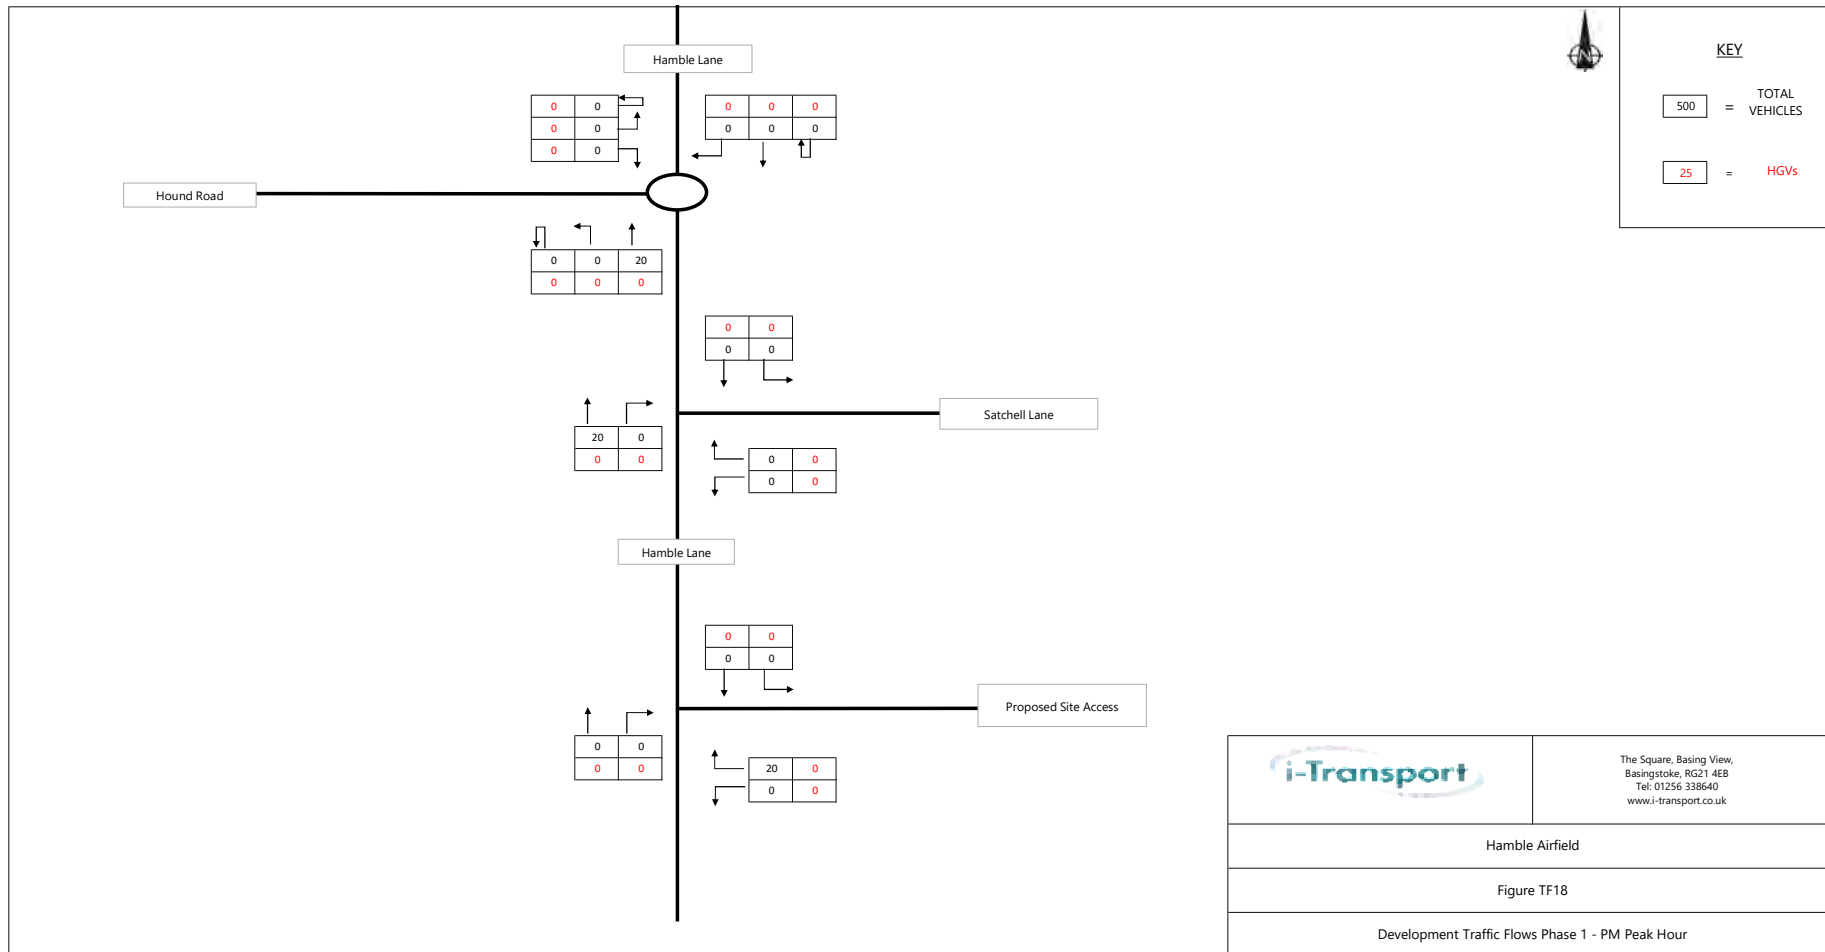 Hamble Lane
KEY
500 = TOTAL VEHICLES
25 = HGVs
N
0 0
0 0
0 0
0 0 0
0 0 0
Hound Road
0 0 20
0 0 0
0 0
0 0
Satchell Lane
20 0
0 0
0 0
0 0
Hamble Lane
0 0
0 0
Proposed Site Access
0 0
0 0
20 0
0 0
i-Transport
The Square, Basing View,
Basingstoke, RG21 4EB
Tel: 01256 338640
www.i-transport.co.uk
Hamble Airfield
Figure TF18
Development Traffic Flows Phase 1 - PM Peak Hour